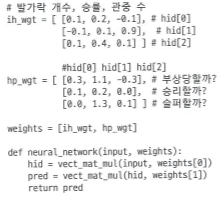 # 발가락 개수, 승률, 관중 수
ih_wgt = [ [0.1, 0.2, -0.1], # hid[0]
[-0.1, 0.1, 0.9], # hid[1]
[0.1, 0.4, 0.1] ] # hid[2]
#hid[0] hid[1] hid[2]
hp_wgt = [ [0.3, 1.1, -0.3], # 부상당할까?
[0.1, 0.2, 0.0], # 승리할까?
[0.0, 1.3, 0.1] ] # 슬퍼할까?
weights = [ih_wgt, hp_wgt]
def neural_network(input, weights):
hid = vect_mat_mul(input, weights[0])
pred = vect_mat_mul(hid, weights[1])
return pred